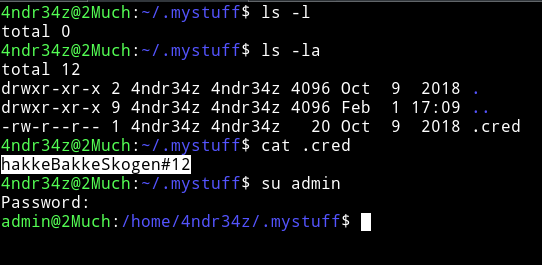 4ndr34z@2Much:~/.mystuff$ ls -l
total 0
4ndr34z@2Much:~/.mystuff$ ls -la
total 12
drwxr-xr-x 2 4ndr34z 4ndr34z 4096 Oct  9  2018 .
drwxr-xr-x 9 4ndr34z 4ndr34z 4096 Feb  1 17:09 ..
-rw-r--r-- 1 4ndr34z 4ndr34z   20 Oct  9  2018 .cred
4ndr34z@2Much:~/.mystuff$ cat .cred
hakkeBakkeSkogen#12
4ndr34z@2Much:~/.mystuff$ su admin
Password:
admin@2Much:/home/4ndr34z/.mystuff$